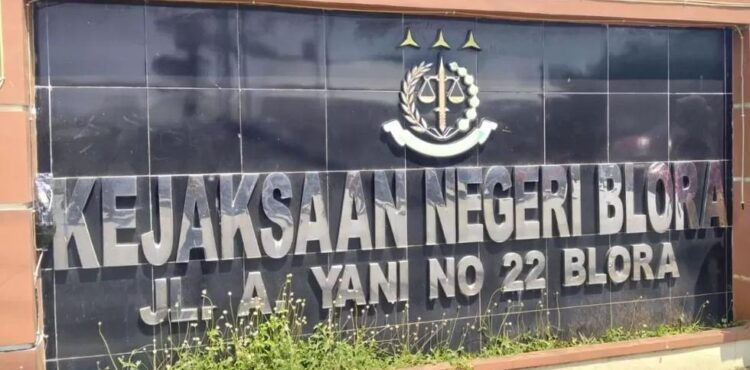 KEJAKSAAN NEGERI BLORA
JL. A YANI NO 22 BLORA